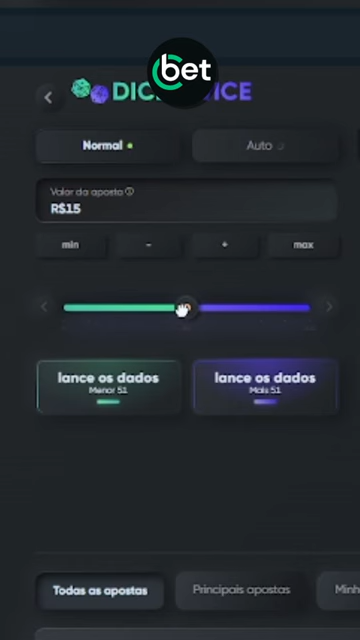 bet
Normal
Auto
Valor da aposta
R$15
min - + max
lance os dados
Menor 51
lance os dados
Mais 51
Todas as apostas
Principais apostas
Minh